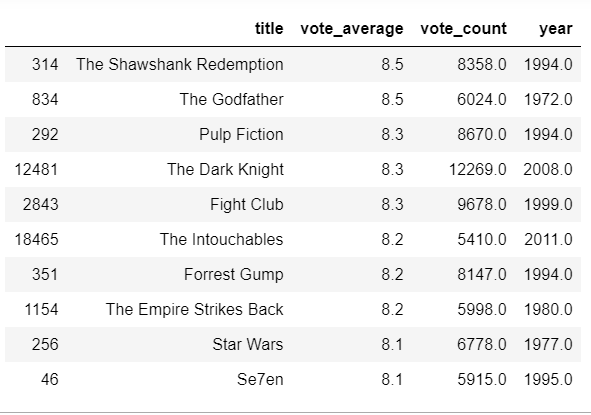 title vote_average vote_count year
314 The Shawshank Redemption 8.5 8358.0 1994.0
834 The Godfather 8.5 6024.0 1972.0
292 Pulp Fiction 8.3 8670.0 1994.0
12481 The Dark Knight 8.3 12269.0 2008.0
2843 Fight Club 8.3 9678.0 1999.0
18465 The Intouchables 8.2 5410.0 2011.0
351 Forrest Gump 8.2 8147.0 1994.0
1154 The Empire Strikes Back 8.2 5998.0 1980.0
256 Star Wars 8.1 6778.0 1977.0
46 Se7en 8.1 5915.0 1995.0